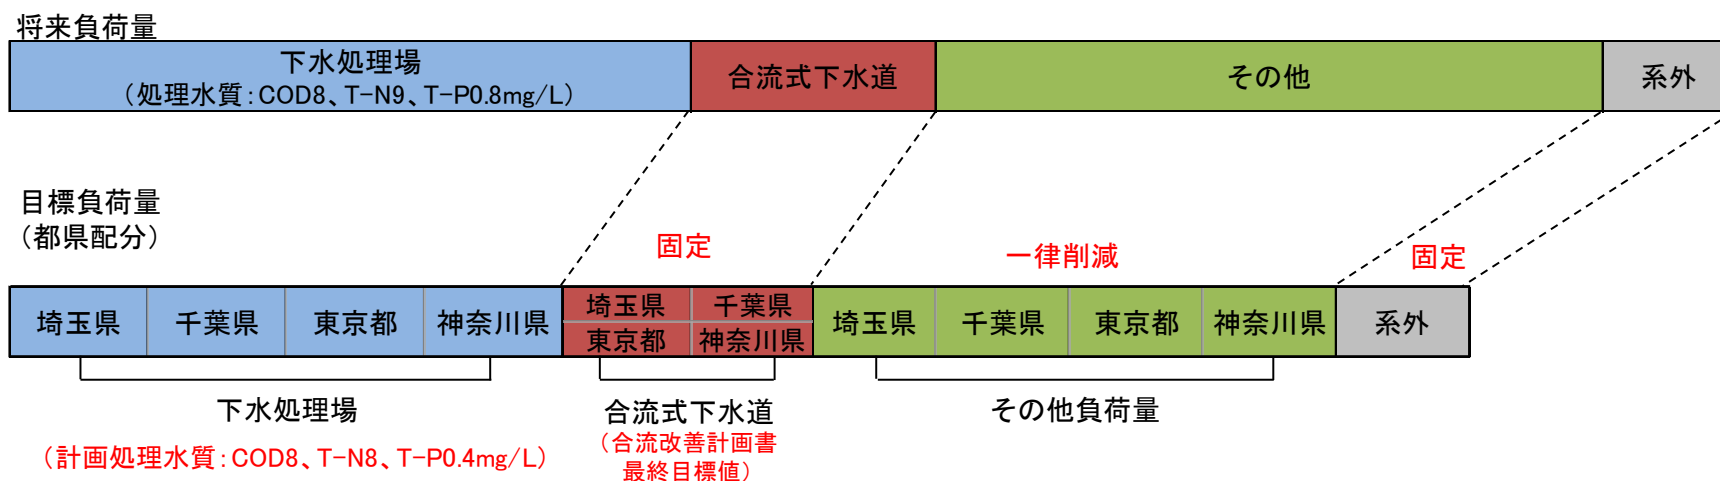 将来負荷量
下水処理場
（処理水質：COD8、T-N9、T-P0.8mg/L）
合流式下水道
その他
系外
目標負荷量
（都県配分）
固定
一律削減
固定
埼玉県
千葉県
東京都
神奈川県
埼玉県
千葉県
東京都
神奈川県
埼玉県
千葉県
東京都
神奈川県
系外
下水処理場
（計画処理水質：COD8、T-N8、T-P0.4mg/L）
合流式下水道
（合流改善計画書
最終目標値）
その他負荷量